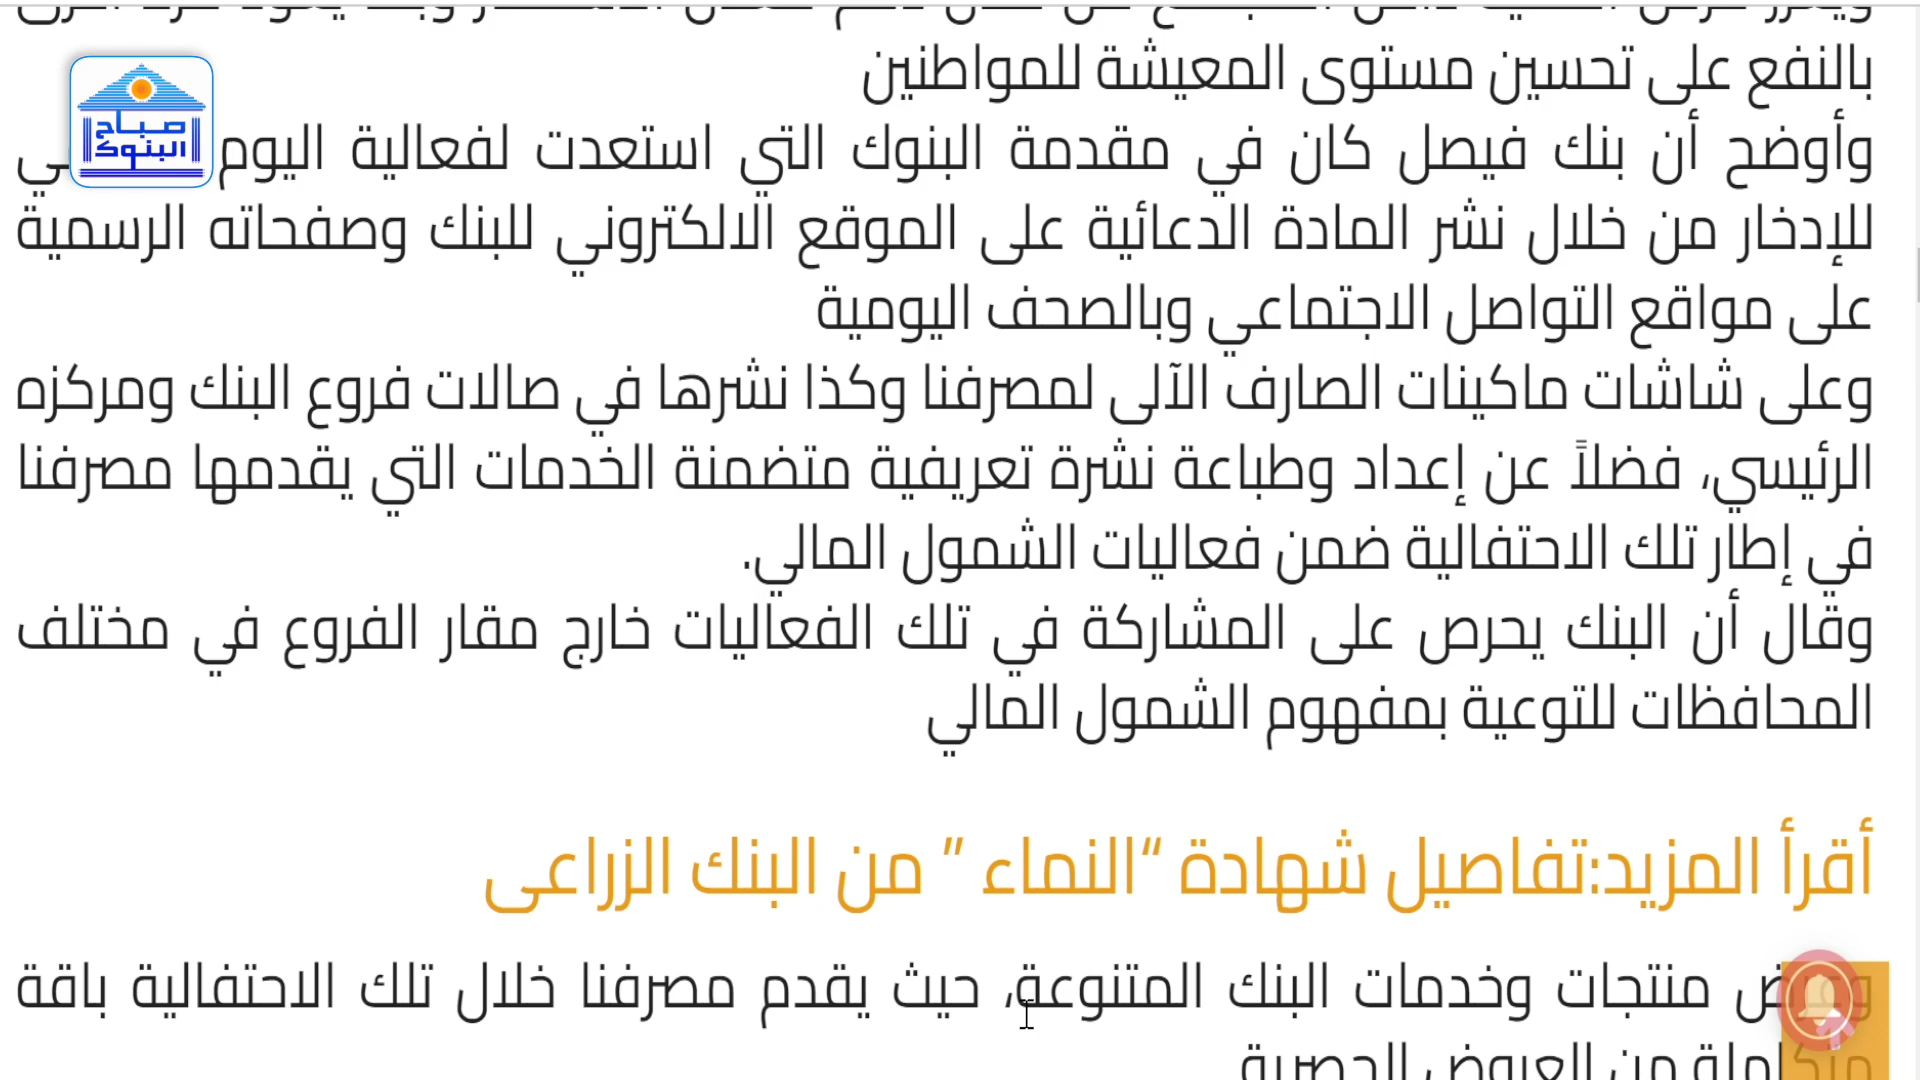 بالنفع على تحسين مستوى المعيشة للمواطنين
صباح
البنوك
وأوضح أن بنك فيصل كان في مقدمة البنوك التي استعدت لفعالية اليوم
للإدخار من خلال نشر المادة الدعائية على الموقع الالكتروني للبنك وصفحاته الرسمية
على مواقع التواصل الاجتماعي وبالصحف اليومية
وعلى شاشات ماكينات الصارف الآلى لمصرفنا وكذا نشرها في صالات فروع البنك ومركزه
الرئيسي، فضلاً عن إعداد وطباعة نشرة تعريفية متضمنة الخدمات التي يقدمها مصرفنا
في إطار تلك الاحتفالية ضمن فعاليات الشمول المالي.
وقال أن البنك يحرص على المشاركة في تلك الفعاليات خارج مقار الفروع في مختلف
المحافظات للتوعية بمفهوم الشمول المالي
أقرأ المزيد:تفاصيل شهادة “النماء ” من البنك الزراعى
منتجات وخدمات البنك المتنوعة، حيث يقدم مصرفنا خلال تلك الاحتفالية باقة
من العروض الحصرية